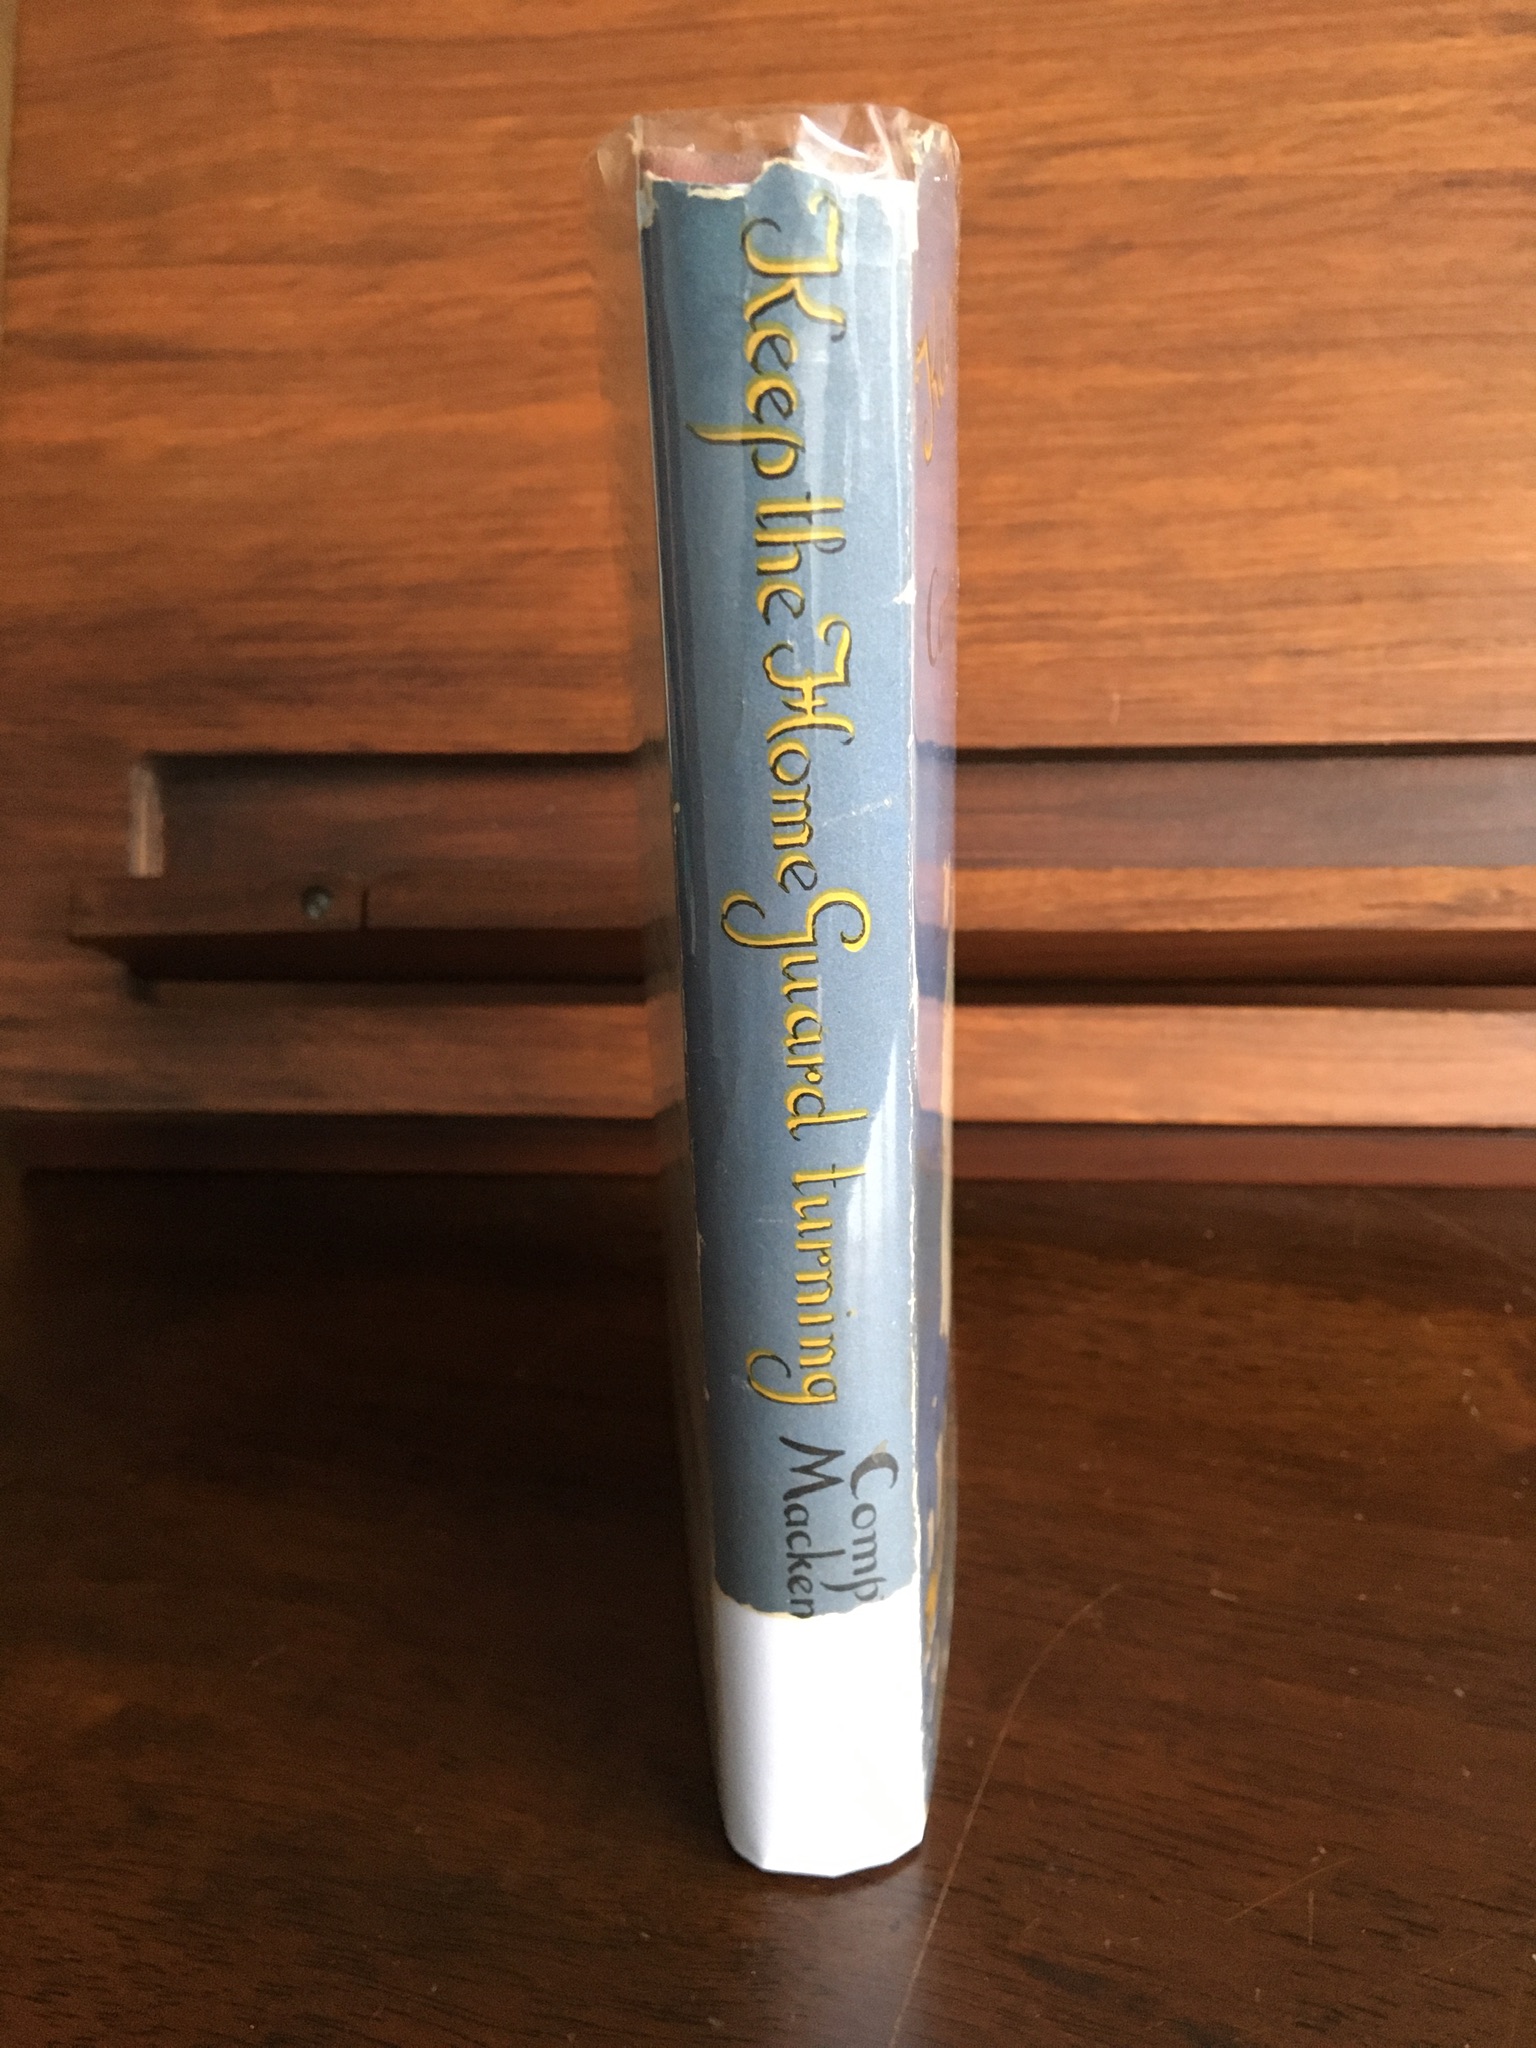 Keep the Home Guard turning
Comp
Macken